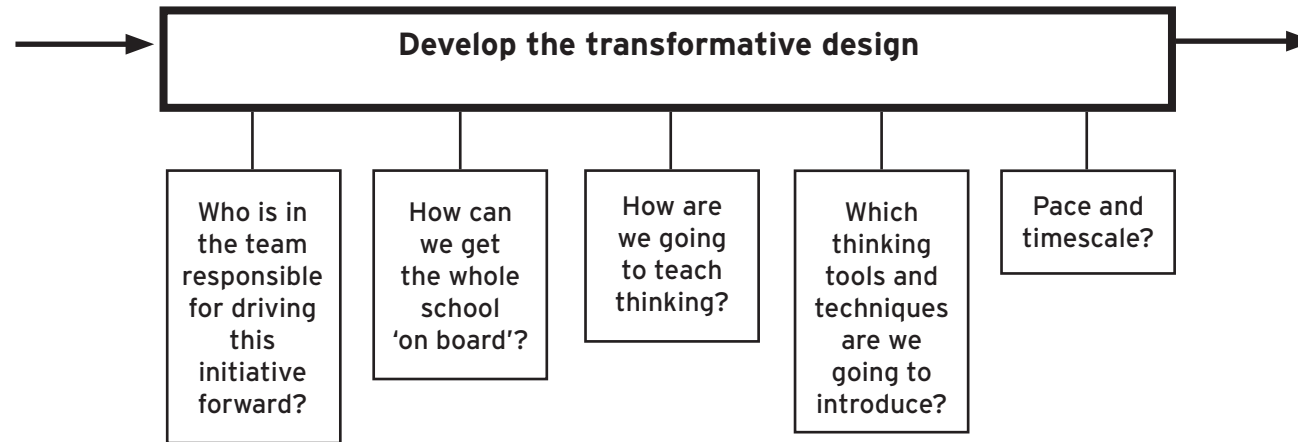 Develop the transformative design
Who is in
the team
responsible
for driving
this
initiative
forward?
How can
we get
the whole
school
‘on board’?
How are
we going
to teach
thinking?
Which
thinking
tools and
techniques
are we
going to
introduce?
Pace and
timescale?